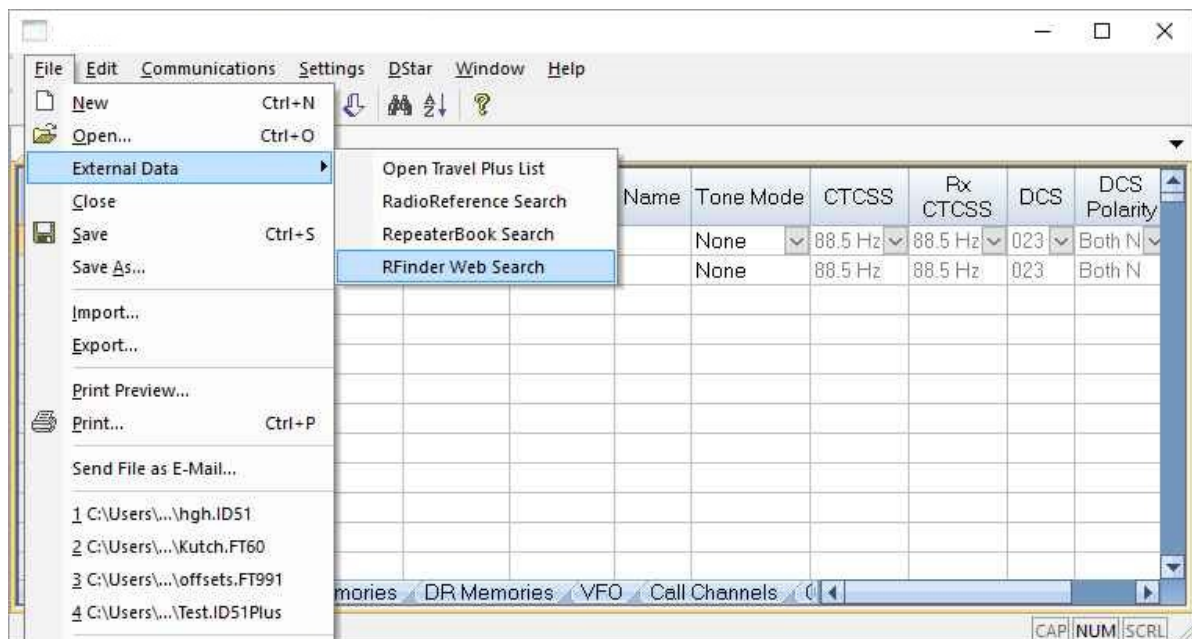 File Edit Communications Settings DStar Window Help
New Ctrl+N
Open... Ctrl+O
External Data
Close
Save Ctrl+S
Save As...
Import...
Export...
Print Preview...
Print... Ctrl+P
Send File as E-Mail...
1 C:\Users\...\hgh.ID51
2 C:\Users\...\Kutch.FT60
3 C:\Users\...\offsets.FT991
4 C:\Users\...\Test.ID51Plus
Open Travel Plus List
RadioReference Search
RepeaterBook Search
RFinder Web Search
Name Tone Mode CTCSS Rx CTCSS DCS DCS Polarity
None 88.5 Hz 88.5 Hz 023 Both N
None 88.5 Hz 88.5 Hz 023 Both N
mories DR Memories VFO Call Channels
CAP NUM SCRL